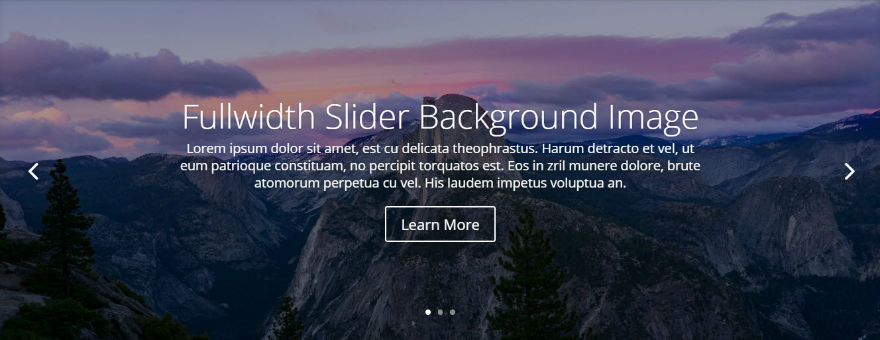 Fullwidth Slider Background Image
Lorem ipsum dolor sit amet, est cu delicata theophrastus. Harum detracto et vel, ut
eum patrioque constituam, no percipit torquatos est. Eos in zril munere dolore, brute
atomorum perpetua cu vel. His laudem impetus voluptua an.
Learn More